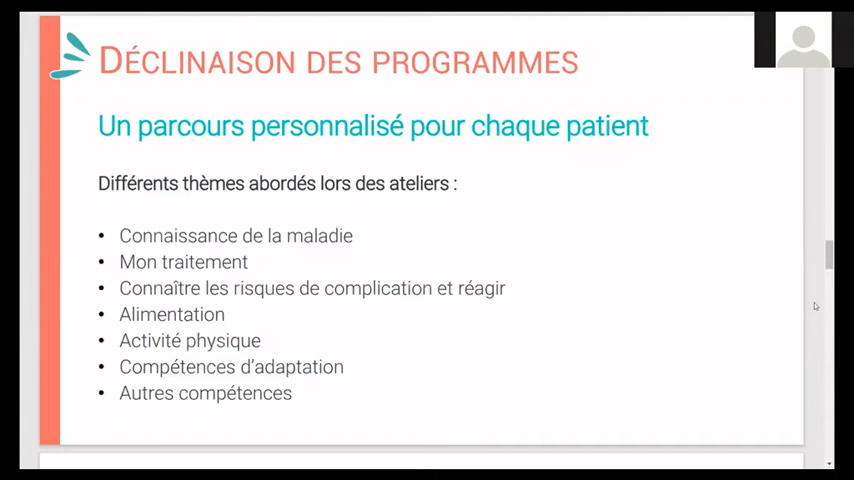 DÉCLINAISON DES PROGRAMMES
Un parcours personnalisé pour chaque patient
Différents thèmes abordés lors des ateliers :
• Connaissance de la maladie
• Mon traitement
• Connaître les risques de complication et réagir
• Alimentation
• Activité physique
• Compétences d'adaptation
• Autres compétences